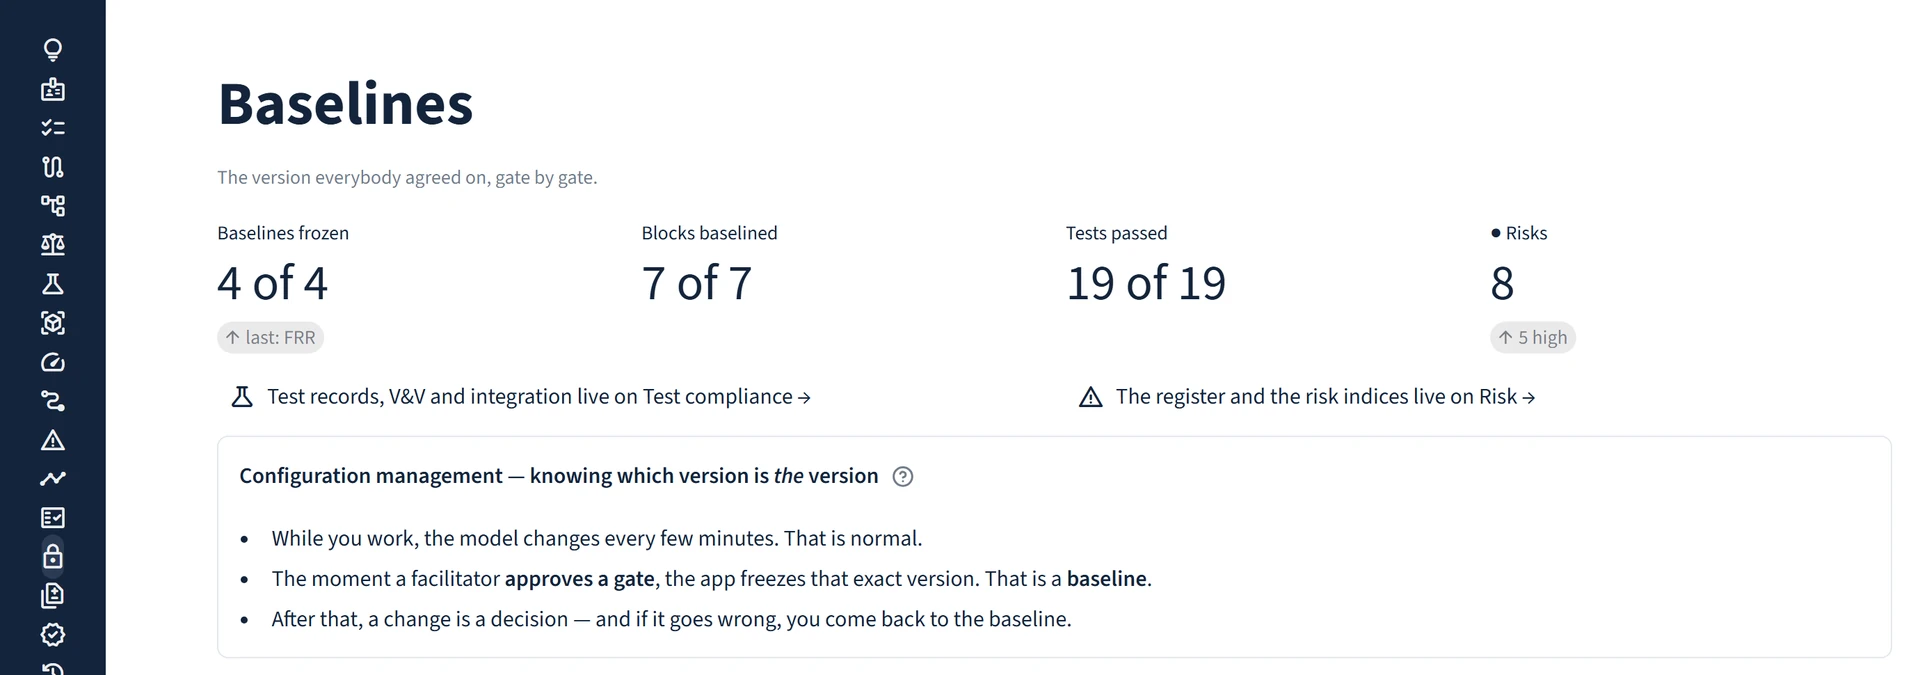 Baselines
The version everybody agreed on, gate by gate.
Baselines frozen
4 of 4
↑ last: FRR
Blocks baselined
7 of 7
Tests passed
19 of 19
● Risks
8
↑ 5 high
Test records, V&V and integration live on Test compliance →
The register and the risk indices live on Risk →
Configuration management — knowing which version is the version
• While you work, the model changes every few minutes. That is normal.
• The moment a facilitator approves a gate, the app freezes that exact version. That is a baseline.
• After that, a change is a decision — and if it goes wrong, you come back to the baseline.